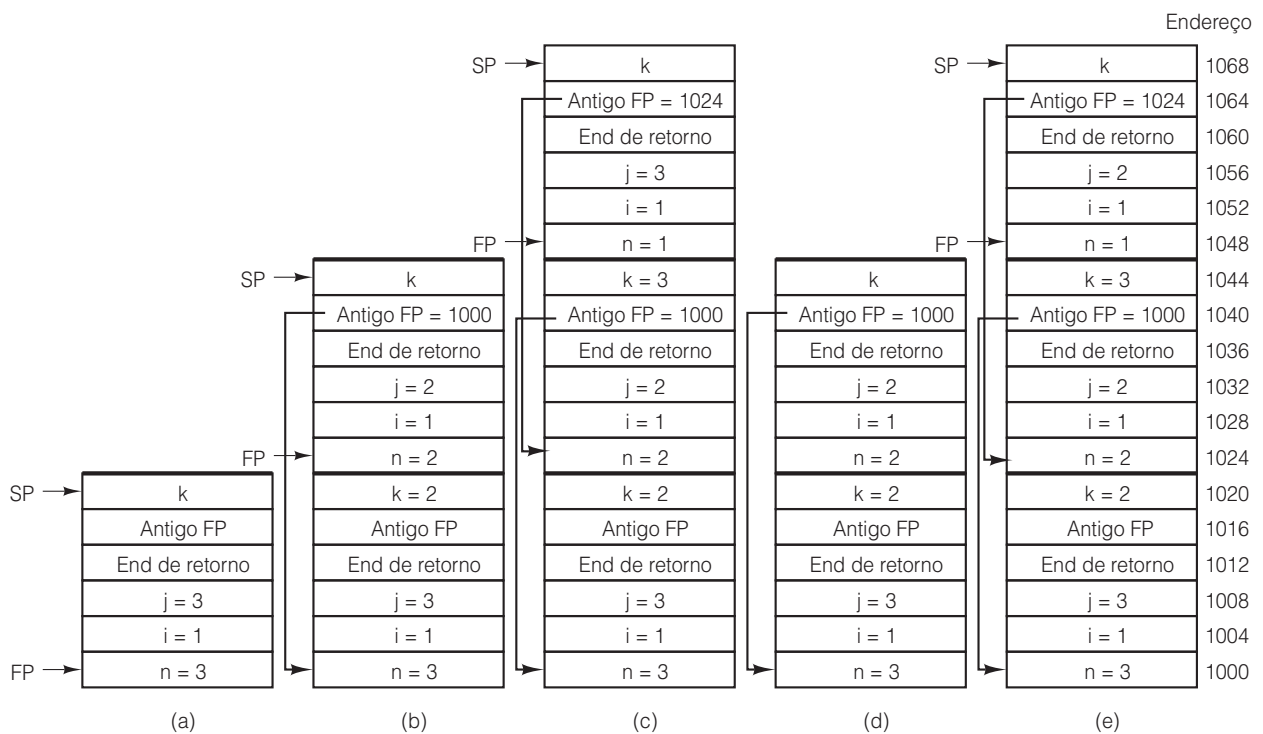 Endereço
SP k SP k 1068
Antigo FP = 1024 Antigo FP = 1024 1064
End de retorno End de retorno 1060
j = 3 j = 2 1056
i = 1 i = 1 1052
FP n = 1 FP n = 1 1048
SP k k = 3 k k = 3 1044
Antigo FP = 1000 Antigo FP = 1000 Antigo FP = 1000 Antigo FP = 1000 1040
End de retorno End de retorno End de retorno End de retorno 1036
j = 2 j = 2 j = 2 j = 2 1032
i = 1 i = 1 i = 1 i = 1 1028
FP n = 2 n = 2 n = 2 n = 2 1024
SP k k = 2 k = 2 k = 2 k = 2 1020
Antigo FP Antigo FP Antigo FP Antigo FP Antigo FP 1016
End de retorno End de retorno End de retorno End de retorno End de retorno 1012
j = 3 j = 3 j = 3 j = 3 j = 3 1008
i = 1 i = 1 i = 1 i = 1 i = 1 1004
FP n = 3 n = 3 n = 3 n = 3 n = 3 1000
(a) (b) (c) (d) (e)